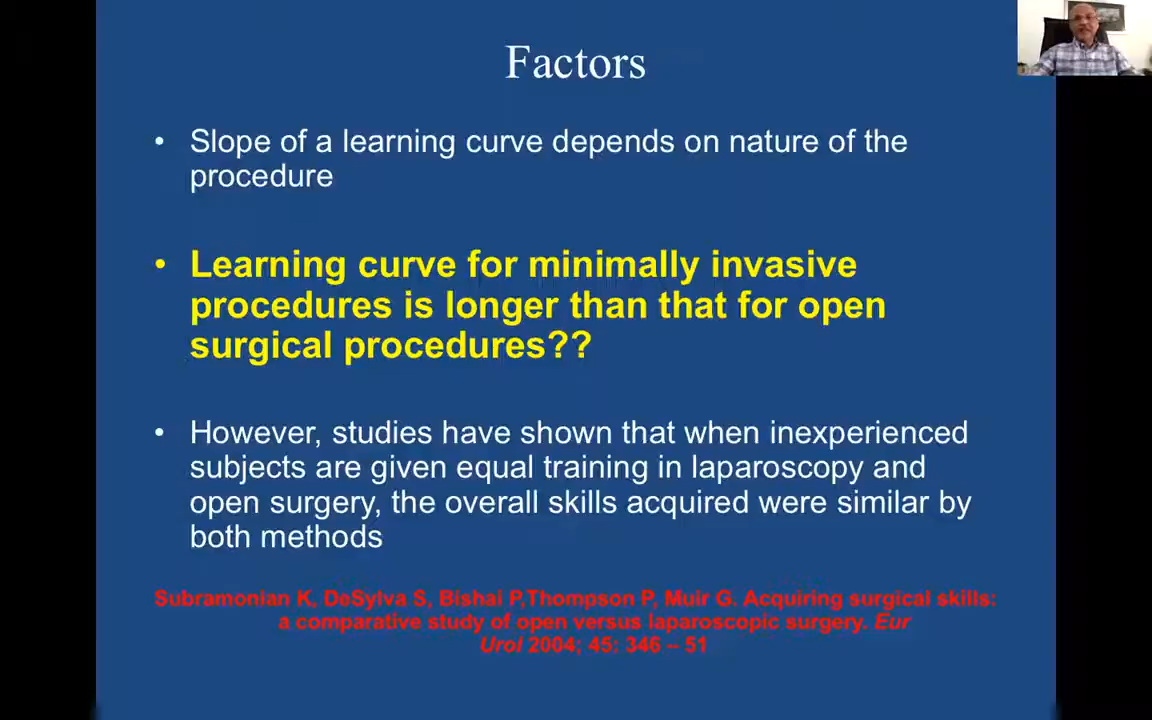 Factors
• Slope of a learning curve depends on nature of the
procedure
• Learning curve for minimally invasive
procedures is longer than that for open
surgical procedures??
• However, studies have shown that when inexperienced
subjects are given equal training in laparoscopy and
open surgery, the overall skills acquired were similar by
both methods
Subramonian K, DeSylva S, Bishai P,Thompson P, Muir G. Acquiring surgical skills:
a comparative study of open versus laparoscopic surgery. Eur
Urol 2004; 45: 346 – 51